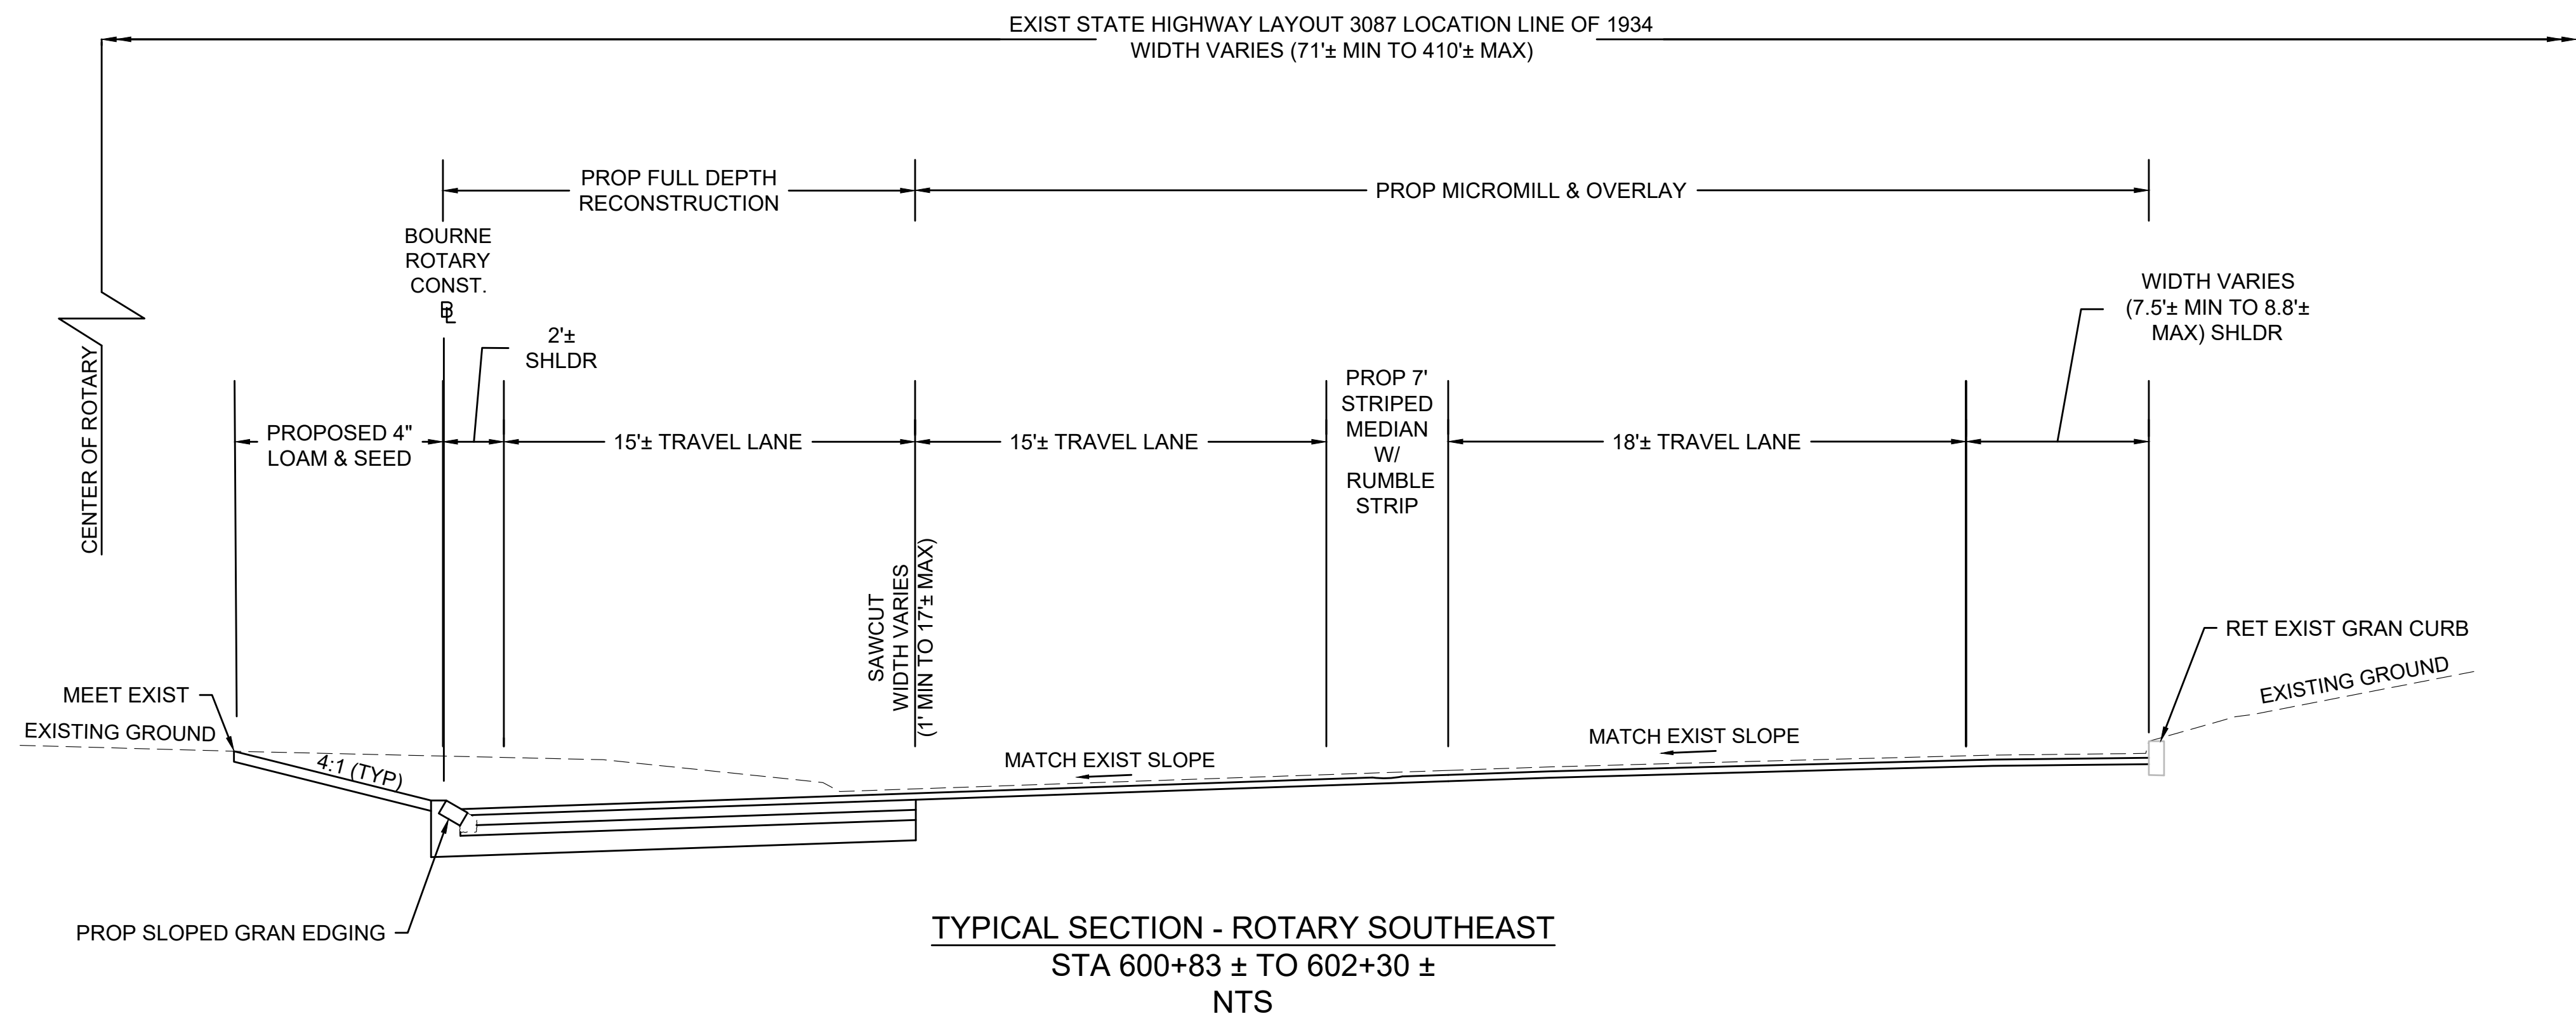 EXIST STATE HIGHWAY LAYOUT 3087 LOCATION LINE OF 1934
WIDTH VARIES (71'± MIN TO 410'± MAX)
PROP FULL DEPTH
RECONSTRUCTION
PROP MICROMILL & OVERLAY
BOURNE
ROTARY
CONST.
BL
2'±
SHLDR
WIDTH VARIES
(7.5'± MIN TO 8.8'±
MAX) SHLDR
CENTER OF ROTARY
PROPOSED 4"
LOAM & SEED
15'± TRAVEL LANE
15'± TRAVEL LANE
PROP 7'
STRIPED
MEDIAN
W/
RUMBLE
STRIP
18'± TRAVEL LANE
SAWCUT
WIDTH VARIES
(1' MIN TO 17'± MAX)
RET EXIST GRAN CURB
EXISTING GROUND
MEET EXIST
EXISTING GROUND
4:1 (TYP)
MATCH EXIST SLOPE
MATCH EXIST SLOPE
PROP SLOPED GRAN EDGING
TYPICAL SECTION - ROTARY SOUTHEAST
STA 600+83 ± TO 602+30 ±
NTS